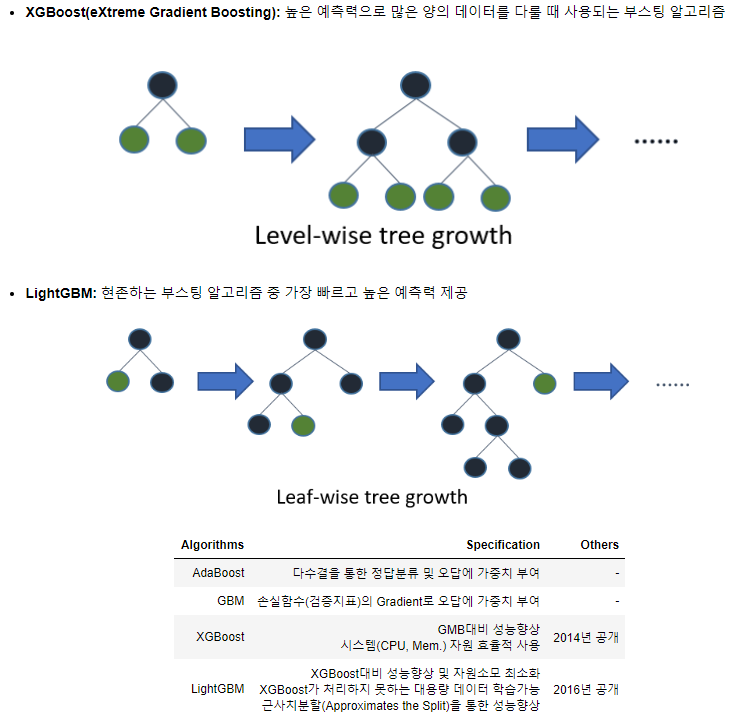 • XGBoost(eXtreme Gradient Boosting): 높은 예측력으로 많은 양의 데이터를 다룰 때 사용되는 부스팅 알고리즘
······
Level-wise tree growth
• LightGBM: 현존하는 부스팅 알고리즘 중 가장 빠르고 높은 예측력 제공
······
Leaf-wise tree growth
Algorithms Specification Others
AdaBoost 다수결을 통한 정답분류 및 오답에 가중치 부여 -
GBM 손실함수(검증지표)의 Gradient로 오답에 가중치 부여 -
GMB대비 성능향상
XGBoost 시스템(CPU, Mem.) 자원 효율적 사용 2014년 공개
XGBoost대비 성능향상 및 자원소모 최소화
LightGBM XGBoost가 처리하지 못하는 대용량 데이터 학습가능 2016년 공개
근사치분할(Approximates the Split)을 통한 성능향상